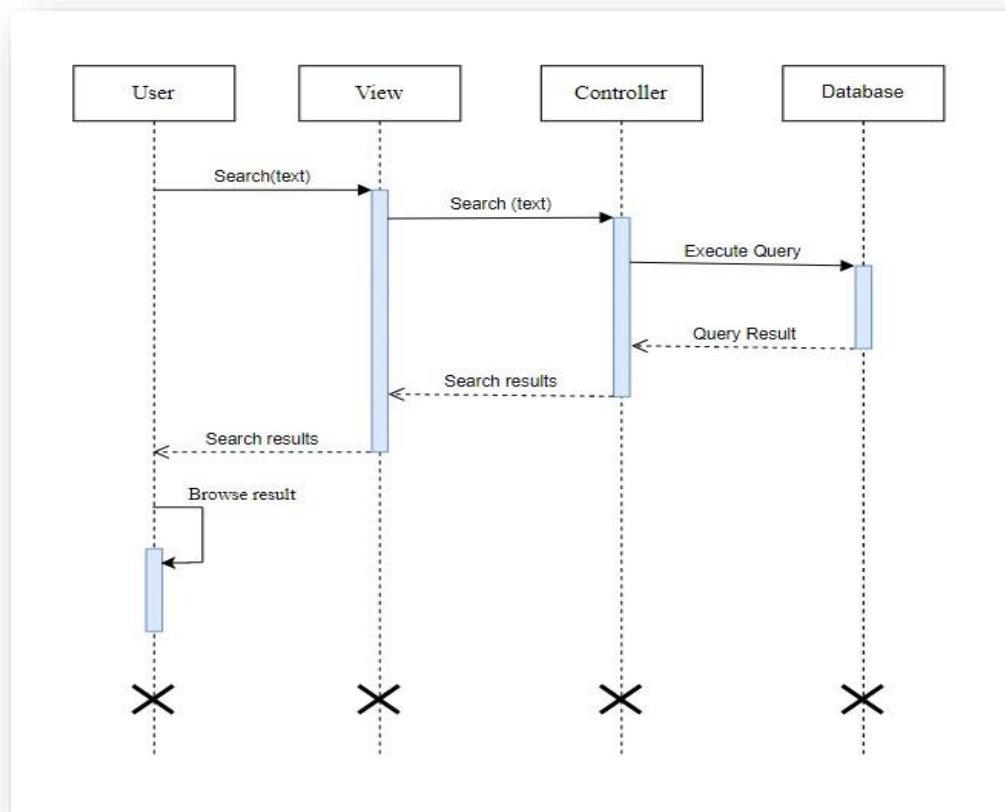 User
View
Controller
Database
Search(text)
Search (text)
Execute Query
Query Result
Search results
Search results
Browse result